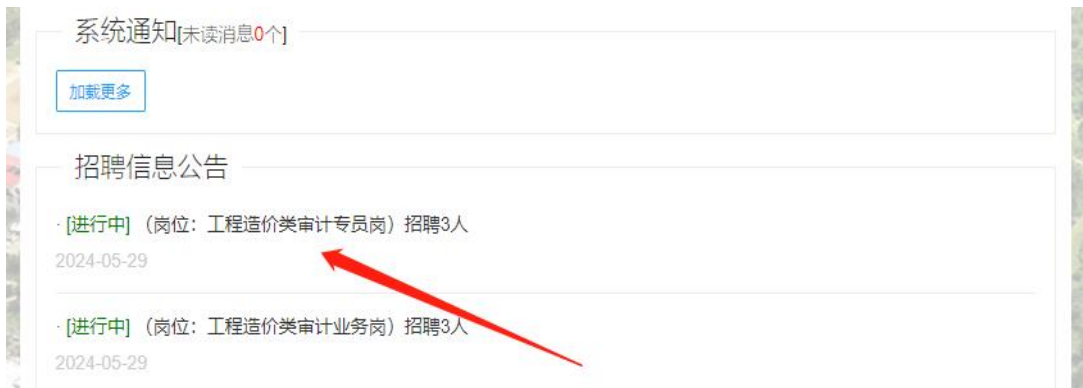 系统通知[未读消息0个]
加载更多
招聘信息公告
· [进行中] （岗位：工程造价类审计专员岗）招聘3人
2024-05-29
· [进行中] （岗位：工程造价类审计业务岗）招聘3人
2024-05-29